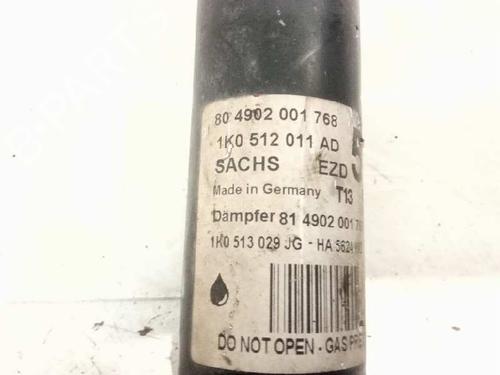 80 4902 001 768
1K0 512 011 AD
SACHS EZD
Made in Germany T13
Dämpfer 81 4902 001
1K0 513 029 JG - HA 5624
DO NOT OPEN - GAS